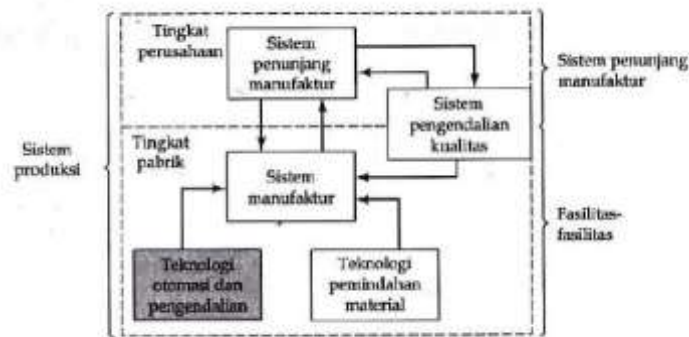 Tingkat
perusahaan
Sistem
penunjang
manufaktur
Sistem penunjang
manufaktur
Sistem
pengendalian
kualitas
Sistem
produksi
Tingkat
pabrik
Sistem
manufaktur
Fasilitas-
fasilitas
Teknologi
otomasi dan
pengendalian
Teknologi
pemindahan
material